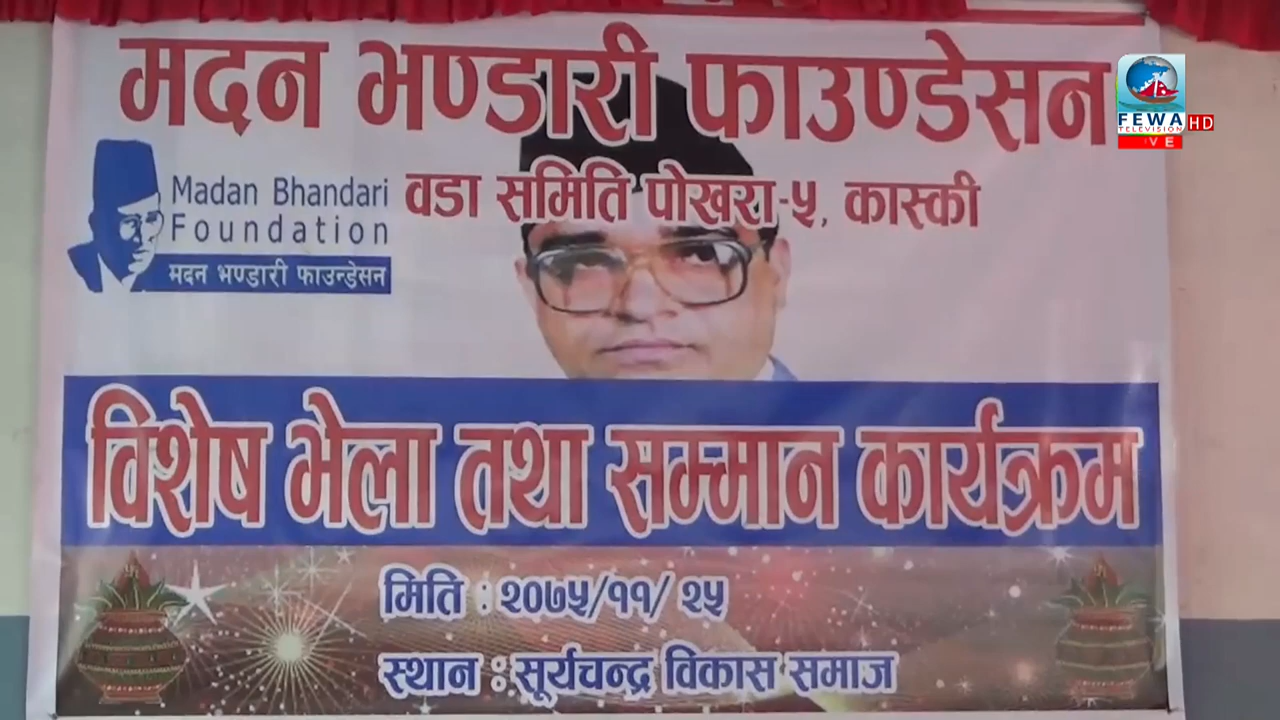 मदन भण्डारी फाउण्डेसन
FEWA HD
TELEVISION
Madan Bhandari
Foundation
मदन भण्डारी फाउन्डेसन
वडा समिति पोखरा-५, कास्की
विशेष भेला तथा सम्मान कार्यक्रम
मिति : २०७५/११/२५
स्थान : सूर्यचन्द्र विकास समाज